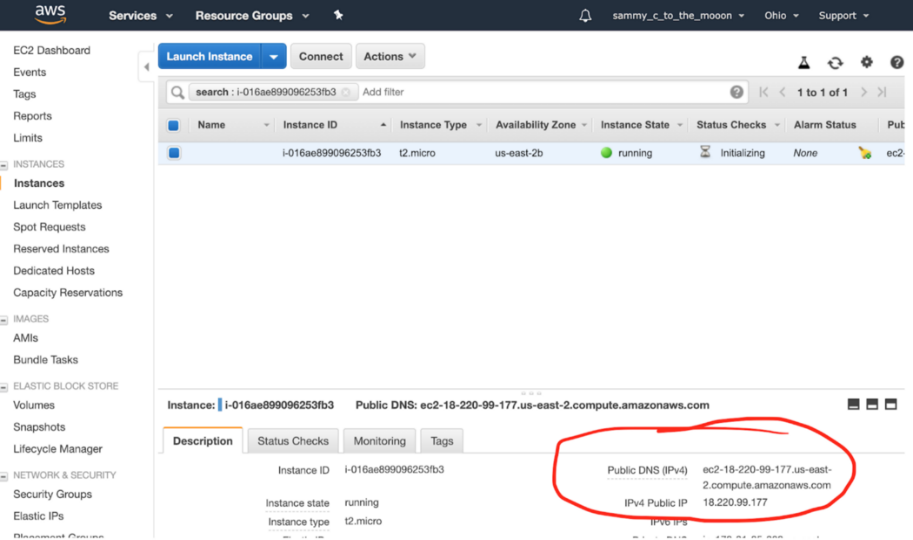 aws Services Resource Groups sammy_c_to_the_mooon Ohio Support
EC2 Dashboard
Events
Tags
Reports
Limits
INSTANCES
Instances
Launch Templates
Spot Requests
Reserved Instances
Dedicated Hosts
Capacity Reservations
IMAGES
AMIs
Bundle Tasks
ELASTIC BLOCK STORE
Volumes
Snapshots
Lifecycle Manager
NETWORK & SECURITY
Security Groups
Elastic IPs
Placement Groups
Launch Instance Connect Actions
search : i-016ae899096253fb3 Add filter 1 to 1 of 1
Name Instance ID Instance Type Availability Zone Instance State Status Checks Alarm Status Pub
i-016ae899096253fb3 t2.micro us-east-2b running Initializing None ec2-
Instance: i-016ae899096253fb3 Public DNS: ec2-18-220-99-177.us-east-2.compute.amazonaws.com
Description Status Checks Monitoring Tags
Instance ID i-016ae899096253fb3
Instance state running
Instance type t2.micro
Public DNS (IPv4) ec2-18-220-99-177.us-east-
2.compute.amazonaws.com
IPv4 Public IP 18.220.99.177
IPv6 IPs